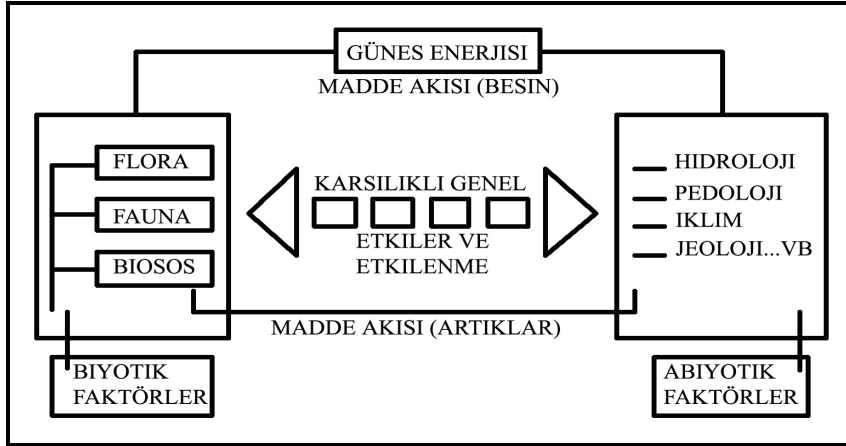 GÜNES ENERJISI
MADDE AKISI (BESIN)
FLORA
FAUNA
BIOSOS
KARSILIKLI GENEL
ETKILER VE
ETKILENME
HIDROLOJI
PEDOLOJI
IKLIM
JEOLOJI...VB
MADDE AKISI (ARTIKLAR)
BIYOTIK
FAKTÖRLER
ABIYOTIK
FAKTÖRLER